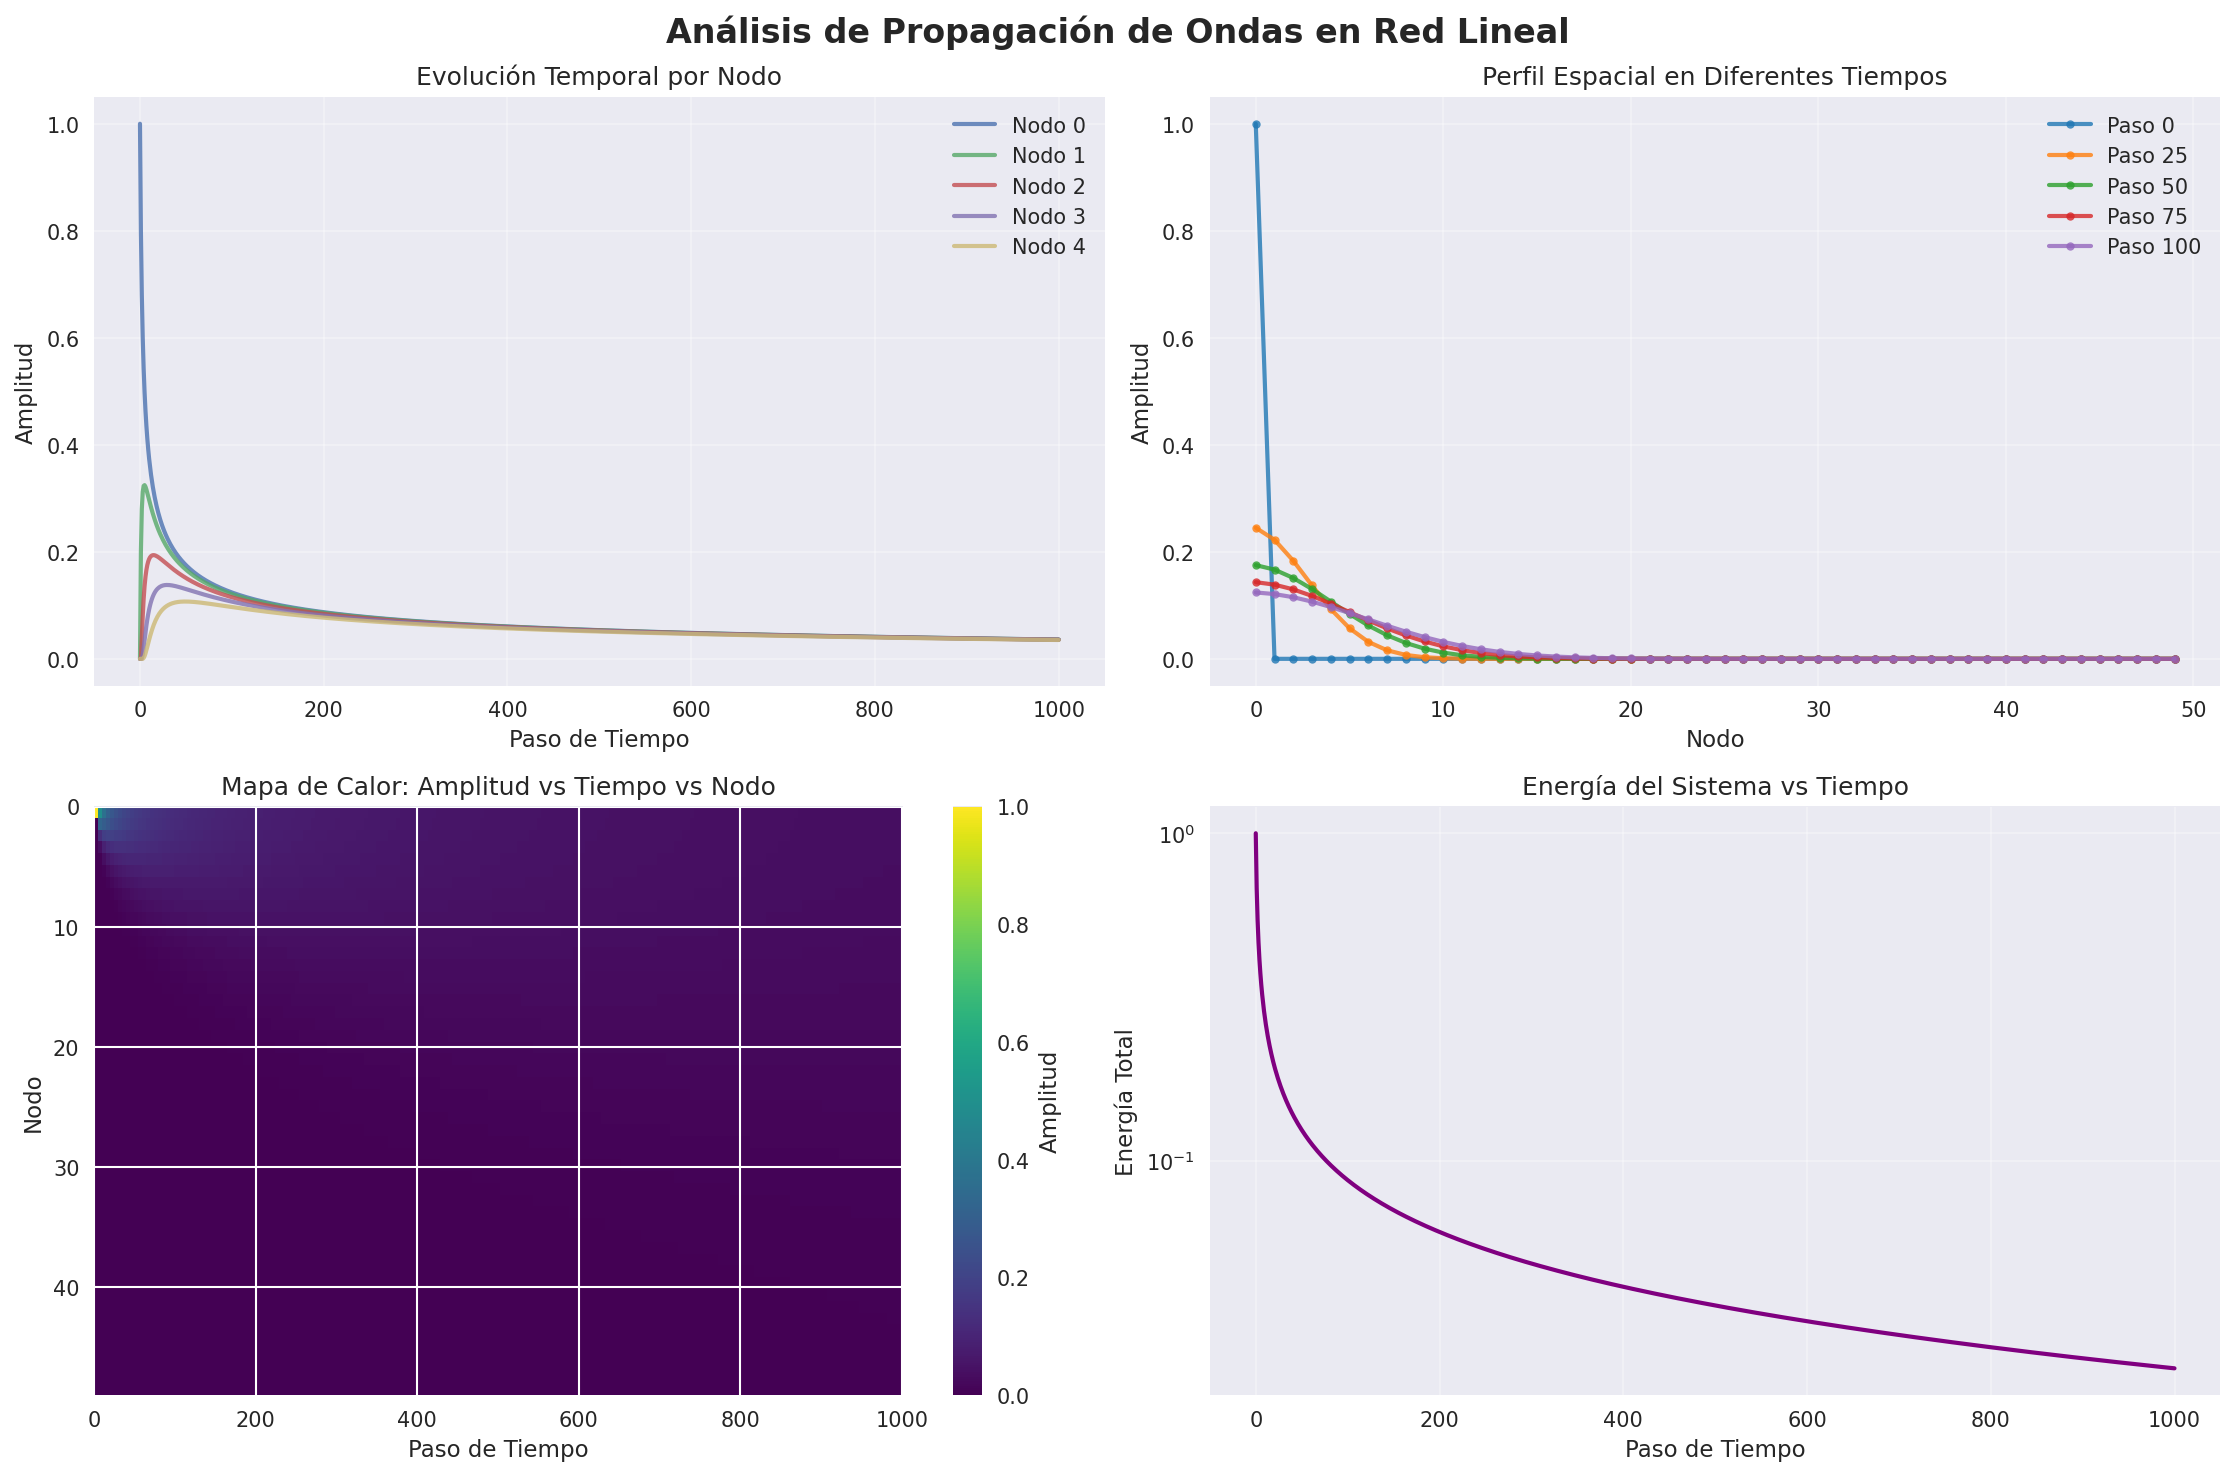 Análisis de Propagación de Ondas en Red Lineal
Evolución Temporal por Nodo
1.0
0.8
0.6
0.4
0.2
0.0
Amplitud
Nodo 0
Nodo 1
Nodo 2
Nodo 3
Nodo 4
0 200 400 600 800 1000
Paso de Tiempo
Perfil Espacial en Diferentes Tiempos
1.0
0.8
0.6
0.4
0.2
0.0
Amplitud
Paso 0
Paso 25
Paso 50
Paso 75
Paso 100
0 10 20 30 40 50
Nodo
Mapa de Calor: Amplitud vs Tiempo vs Nodo
0
10
20
30
40
Nodo
0 200 400 600 800 1000
Paso de Tiempo
1.0
0.8
0.6
0.4
0.2
0.0
Amplitud
Energía del Sistema vs Tiempo
10⁰
10⁻¹
Energía Total
0 200 400 600 800 1000
Paso de Tiempo